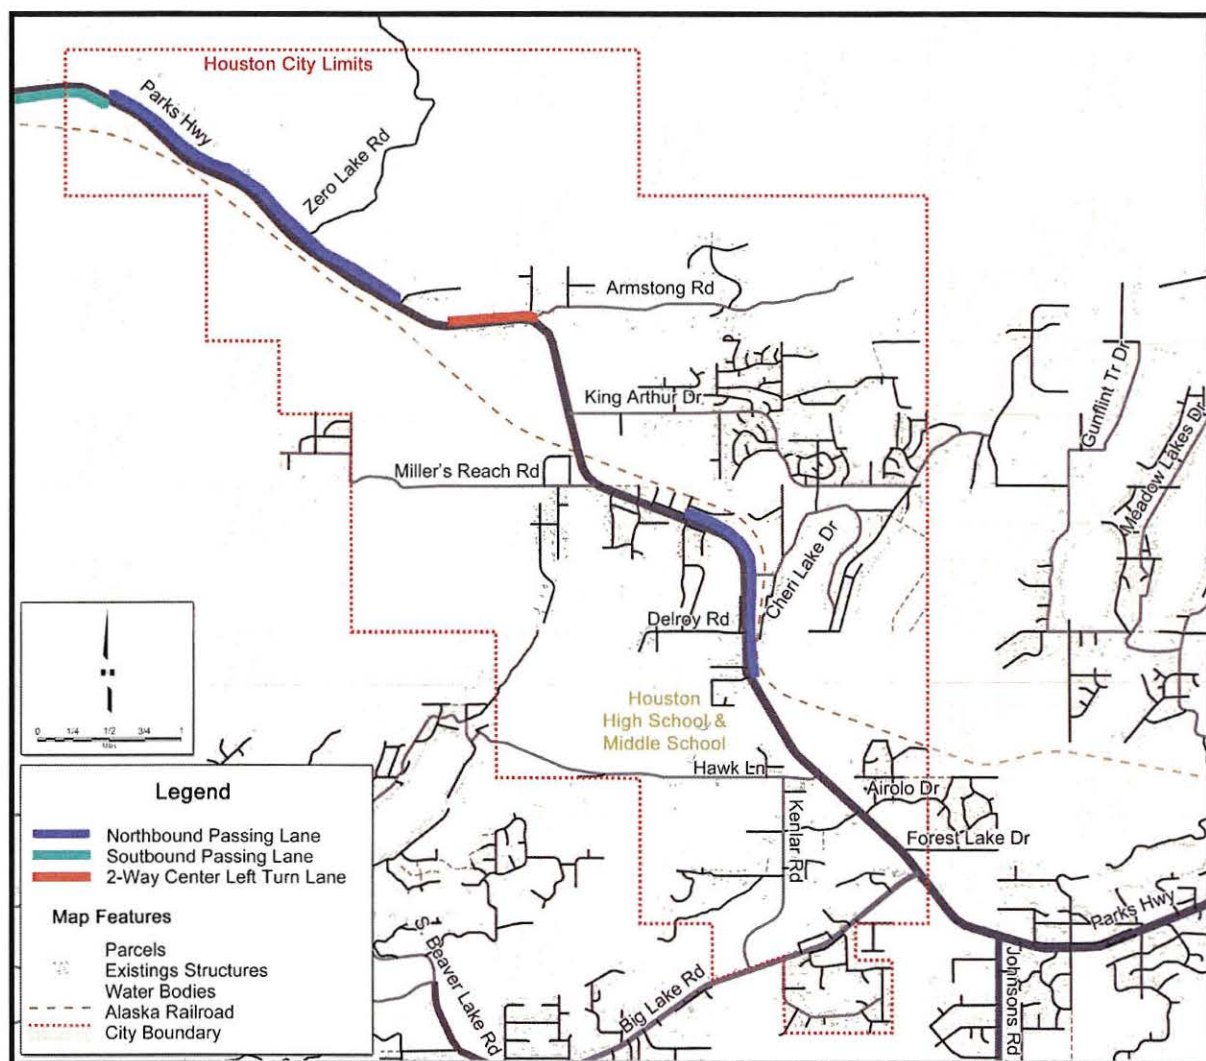 Houston City Limits
Parks Hwy
Zero Lake Rd
Armstong Rd
King Arthur Dr.
Gunflint Tr Dr
Meadow Lakes Dr
Miller's Reach Rd
Cheri Lake Dr
Delroy Rd
Houston
High School &
Middle School
Hawk Ln
Airolo Dr
Kenlar Rd
Forest Lake Dr
Parks Hwy
Johnsons Rd
Big Lake Rd
S. Beaver Lake Rd
0 1/4 1/2 3/4 1
Miles
Legend
Northbound Passing Lane
Soutbound Passing Lane
2-Way Center Left Turn Lane
Map Features
Parcels
Existings Structures
Water Bodies
Alaska Railroad
City Boundary